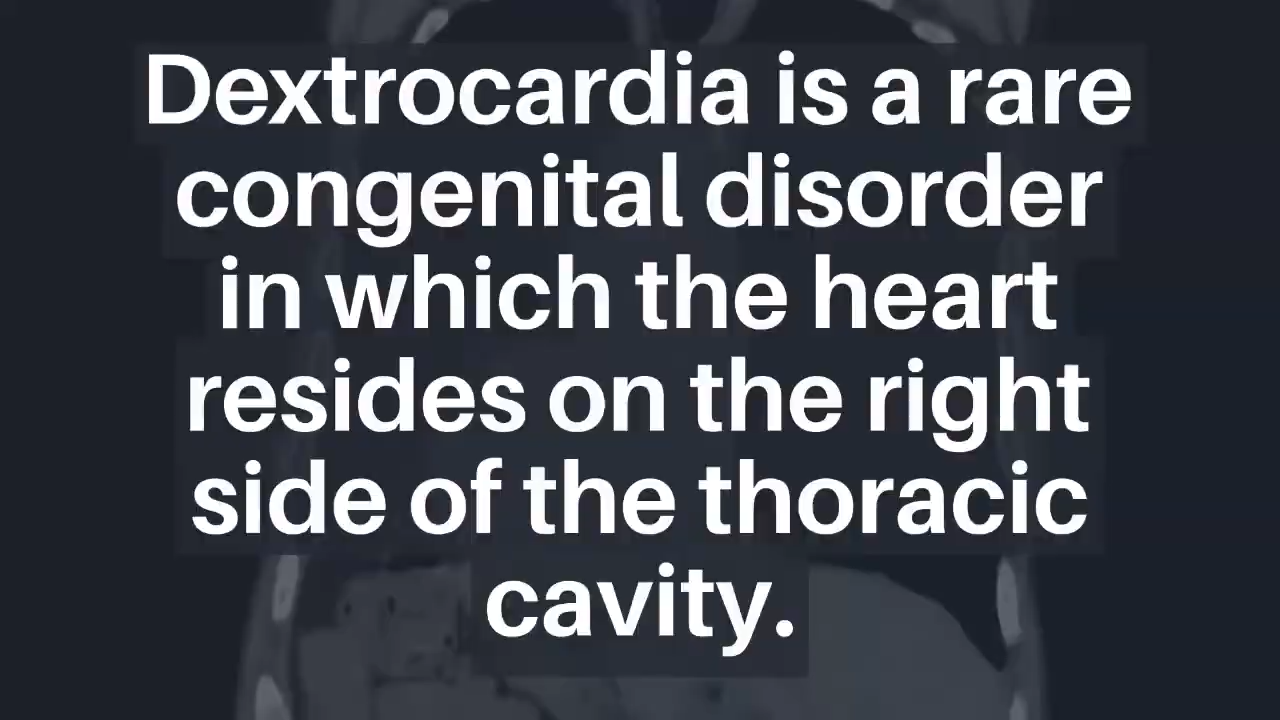 Dextrocardia is a rare
congenital disorder
in which the heart
resides on the right
side of the thoracic
cavity.